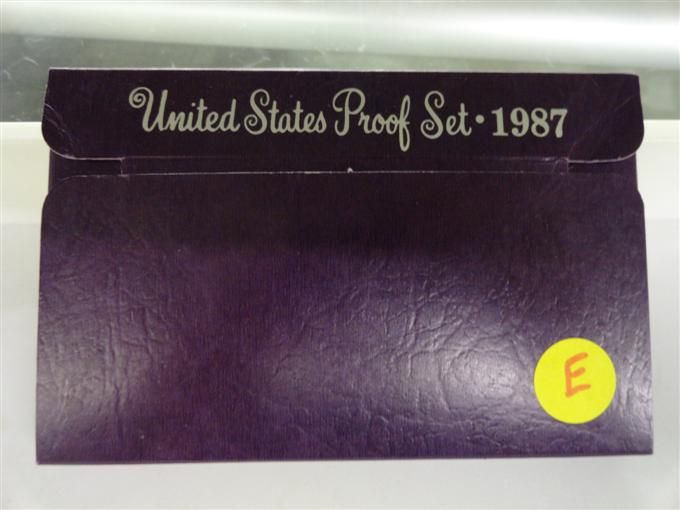 United States Proof Set • 1987
E